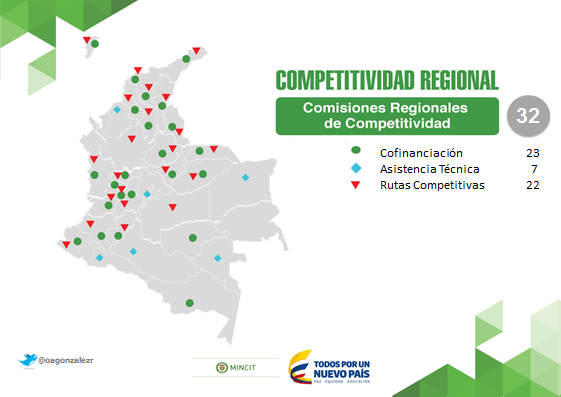 COMPETITIVIDAD REGIONAL
Comisiones Regionales
de Competitividad
32
Cofinanciación 23
Asistencia Técnica 7
Rutas Competitivas 22
@oagonzalezr
MINCIT
TODOS POR UN
NUEVO PAÍS
PAZ EQUIDAD EDUCACIÓN